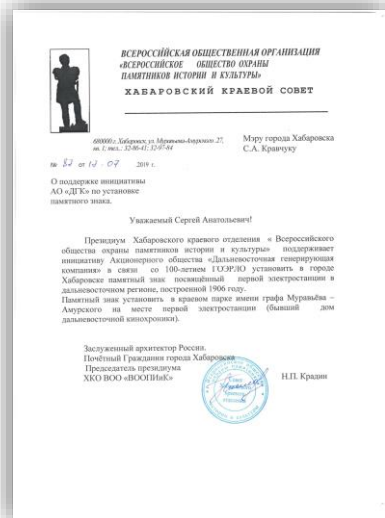 ВСЕРОССИЙСКАЯ ОБЩЕСТВЕННАЯ ОРГАНИЗАЦИЯ
«ВСЕРОССИЙСКОЕ ОБЩЕСТВО ОХРАНЫ
ПАМЯТНИКОВ ИСТОРИИ И КУЛЬТУРЫ»
ХАБАРОВСКИЙ КРАЕВОЙ СОВЕТ
680000 г. Хабаровск, ул. Муравьева-Амурского 27,
Мэру города Хабаровска
С.А. Кравчуку
№ 82 от 12-07 2019 г.
О поддержке инициативы
АО «ДГК» по установке
памятного знака.
Уважаемый Сергей Анатольевич!
Президиум Хабаровского краевого отделения « Всероссийского
общества охраны памятников истории и культуры» поддерживает
инициативу Акционерного общества «Дальневосточная генерирующая
компания» в связи со 100-летием ГОЭРЛО установить в городе
Хабаровске памятный знак посвящённый первой электростанции в
дальневосточном регионе, построенной 1906 году.
Памятный знак установить в краевом парке имени графа Муравьёва –
Амурского на месте первой электростанции (бывший дом
дальневосточной кинохроники).
Заслуженный архитектор России.
Почётный Гражданин города Хабаровска
Председатель президиума
ХКО ВОО «ВООПИиК» Н.П. Крадин